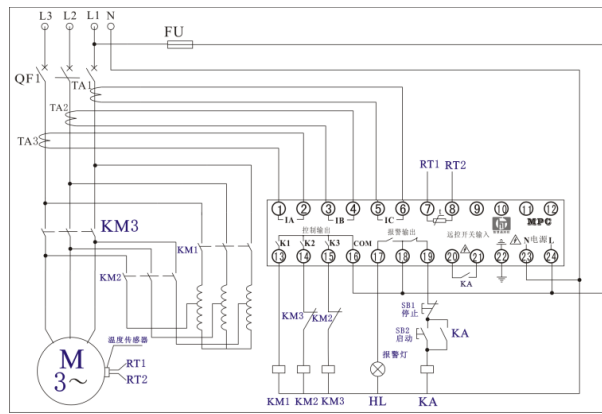 L3 L2 L1 N
FU
QF1
TA1
TA2
TA3
RT1 RT2
① ② ③ ④ ⑤ ⑥ ⑦ ⑧ ⑨ ⑩ ⑪ ⑫
IA IB IC t MPC
控制输出 报警输出 远控开关输入 N电源L
K1 K2 K3 COM
⑬ ⑭ ⑮ ⑯ ⑰ ⑱ ⑲ ⑳ ㉑ ㉒ ㉓ ㉔
KA
KM3
KM1
KM2
KM3 KM2
SB1
停止
SB2
启动
KA
报警灯
M
3～
温度传感器
RT1
RT2
KM1 KM2 KM3 HL KA